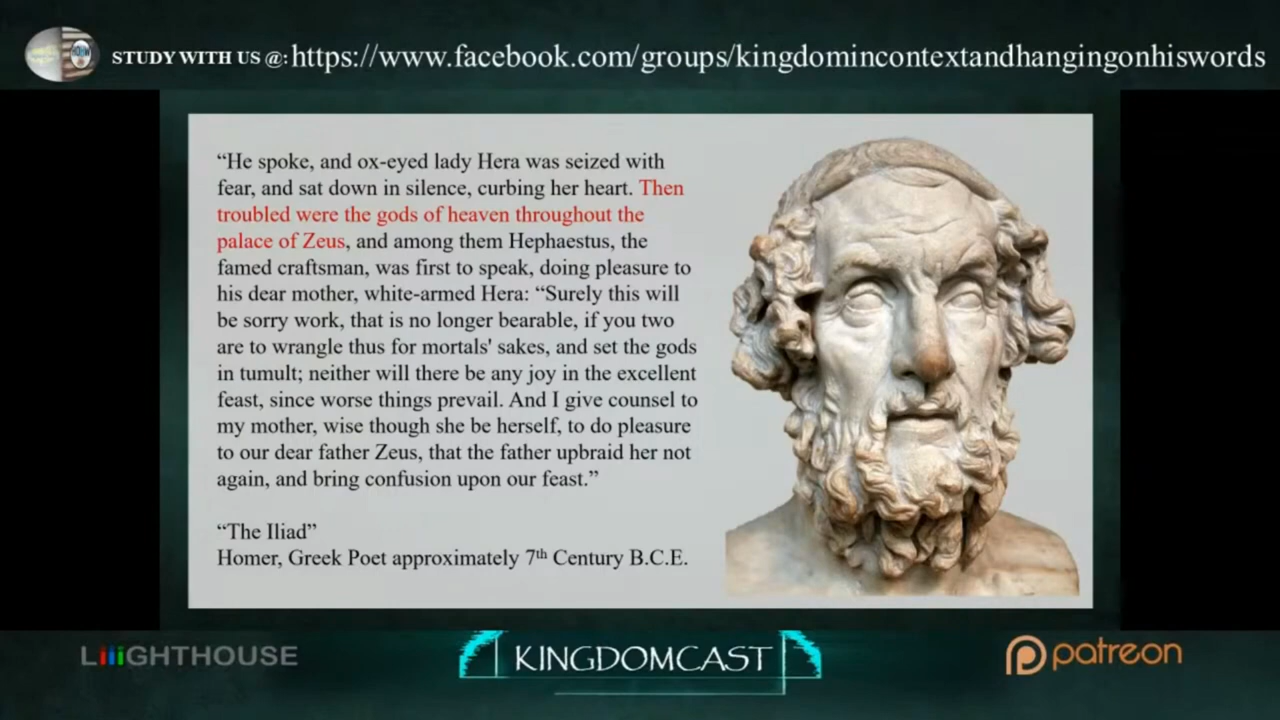 STUDY WITH US @: https://www.facebook.com/groups/kingdomincontextandhangingonhiswords
“He spoke, and ox-eyed lady Hera was seized with
fear, and sat down in silence, curbing her heart. Then
troubled were the gods of heaven throughout the
palace of Zeus, and among them Hephaestus, the
famed craftsman, was first to speak, doing pleasure to
his dear mother, white-armed Hera: “Surely this will
be sorry work, that is no longer bearable, if you two
are to wrangle thus for mortals' sakes, and set the gods
in tumult; neither will there be any joy in the excellent
feast, since worse things prevail. And I give counsel to
my mother, wise though she be herself, to do pleasure
to our dear father Zeus, that the father upbraid her not
again, and bring confusion upon our feast.”
“The Iliad”
Homer, Greek Poet approximately 7th Century B.C.E.
LiiiGHTHOUSE
KINGDOMCAST
patreon